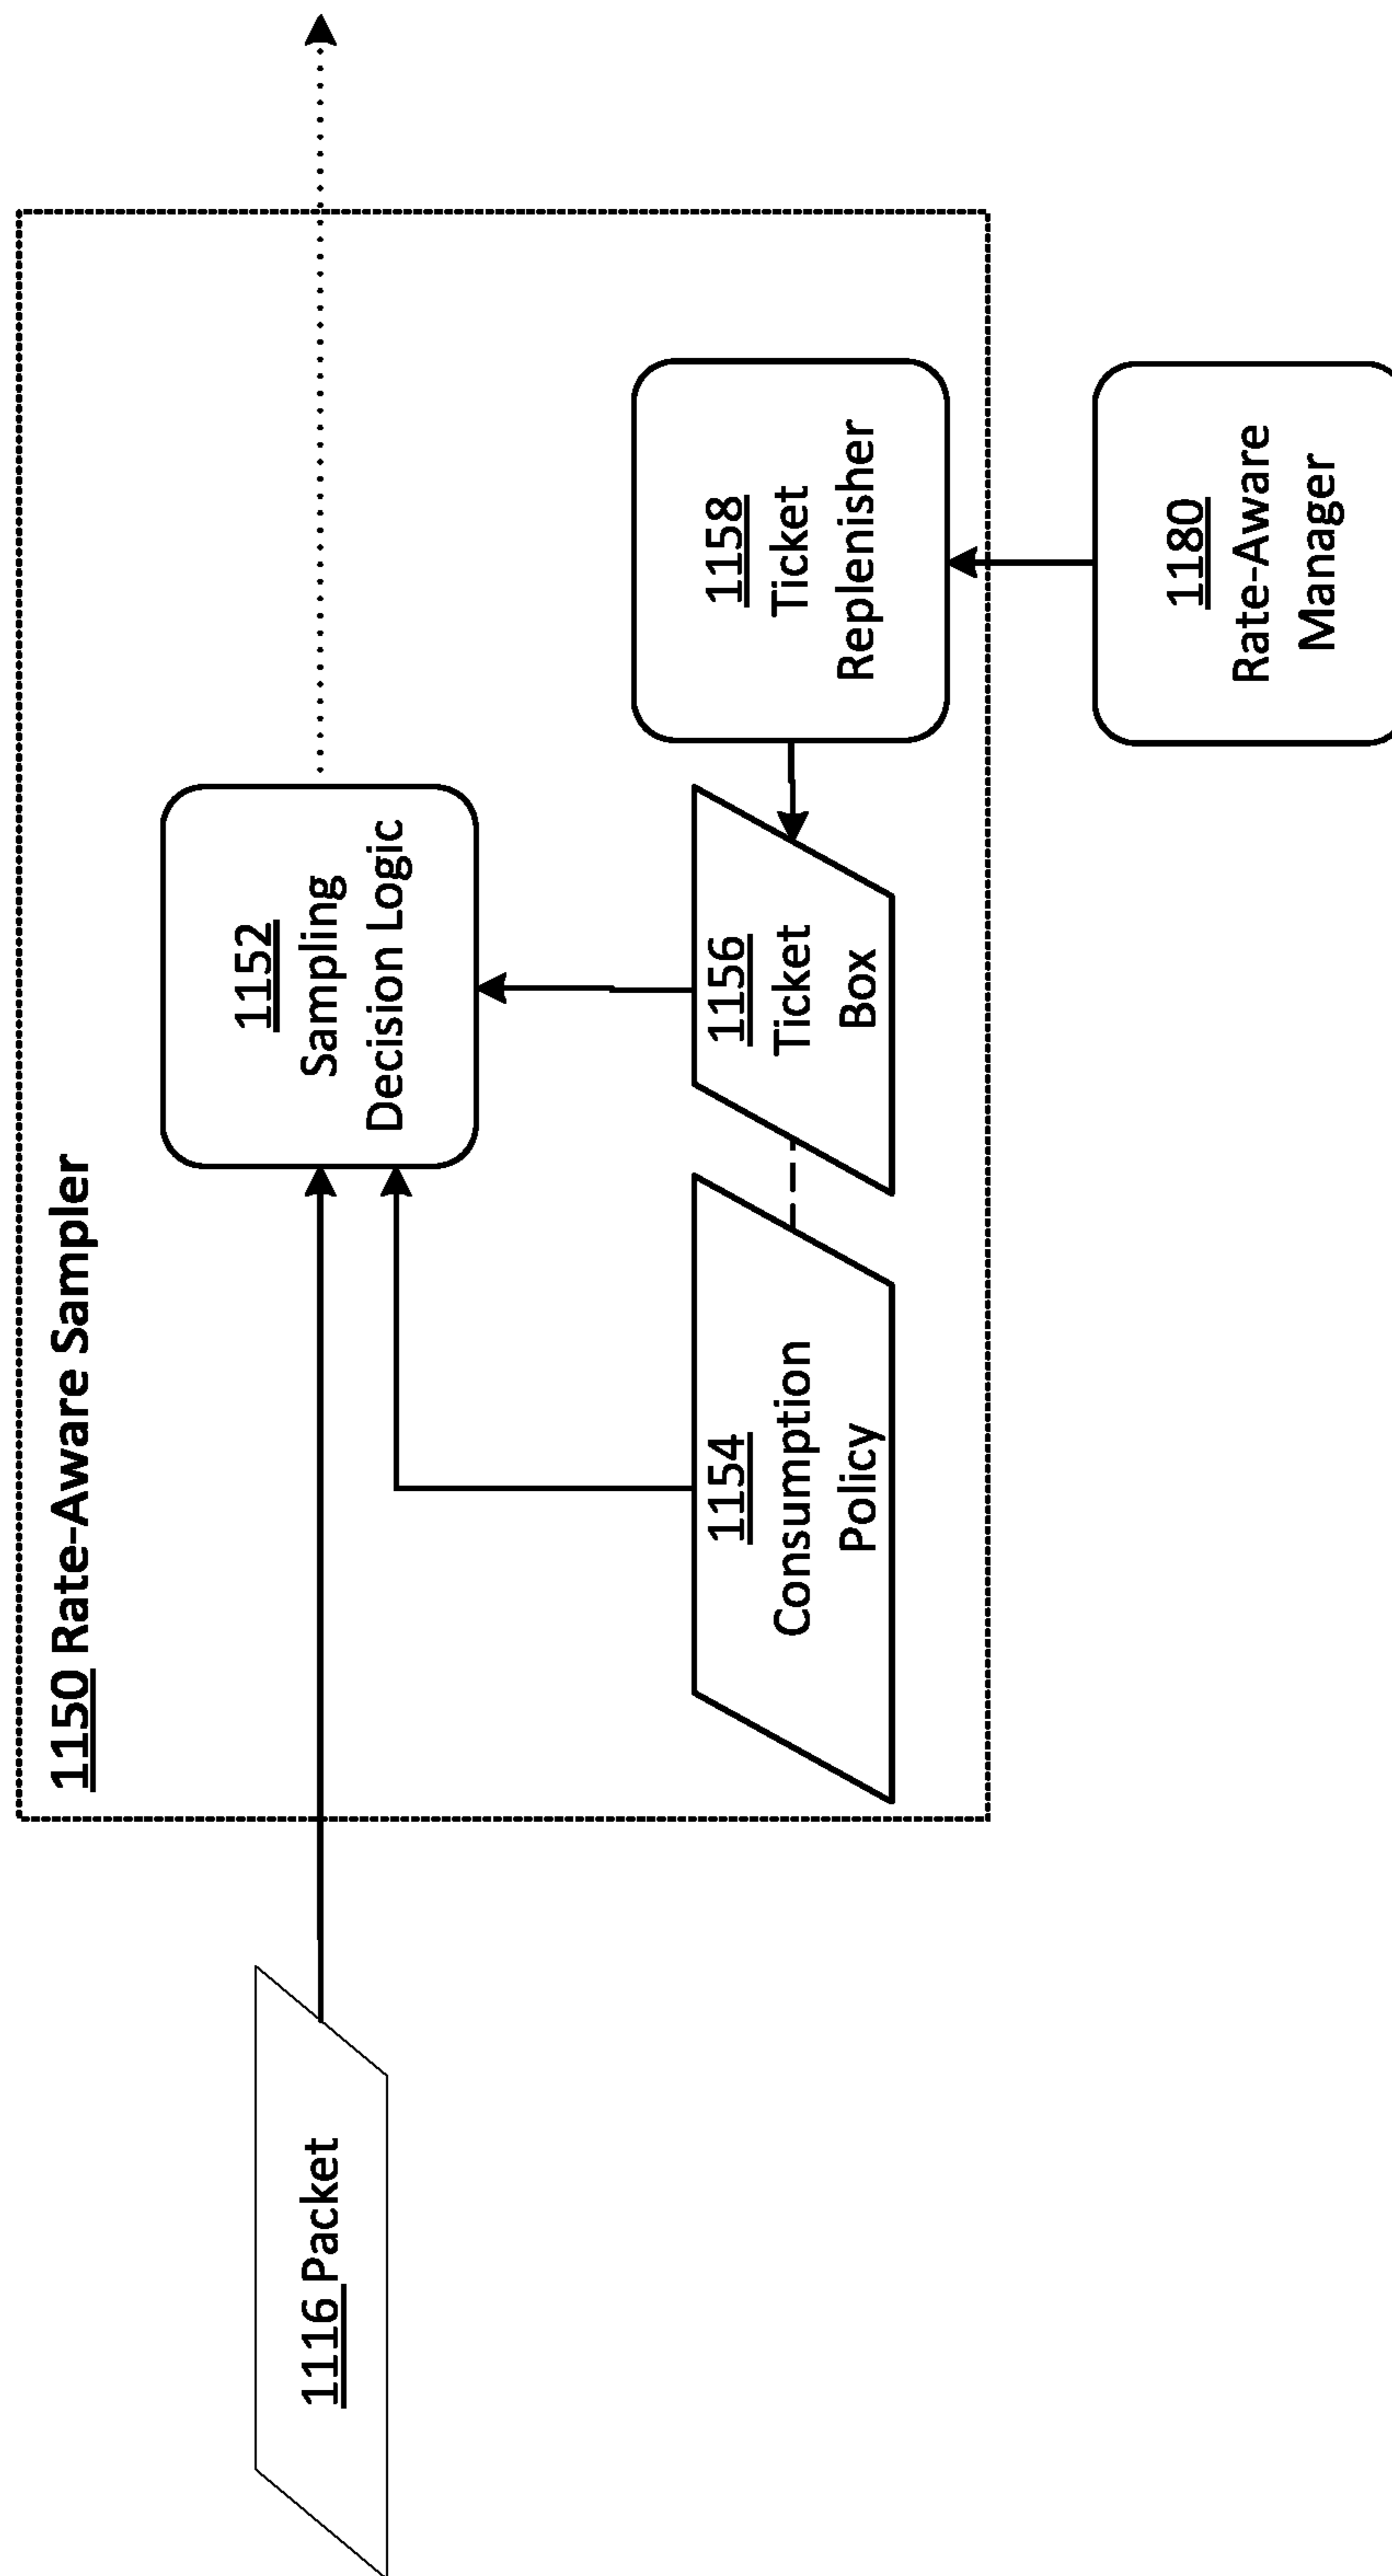 1150 Rate-Aware Sampler
1116 Packet
1152
Sampling
Decision Logic
1154
Consumption
Policy
1156
Ticket
Box
1158
Ticket
Replenisher
1180
Rate-Aware
Manager